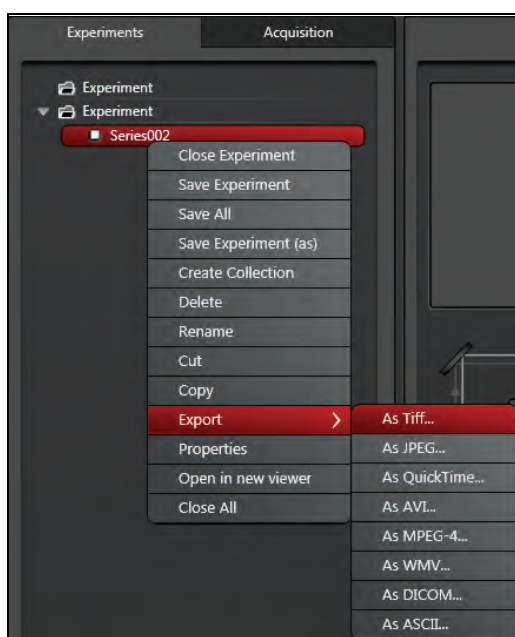 Experiments
Acquisition
Experiment
Experiment
Series002
Close Experiment
Save Experiment
Save All
Save Experiment (as)
Create Collection
Delete
Rename
Cut
Copy
Export
Properties
Open in new viewer
Close All
As Tiff...
As JPEG...
As QuickTime...
As AVI...
As MPEG-4...
As WMV...
As DICOM...
As ASCII...